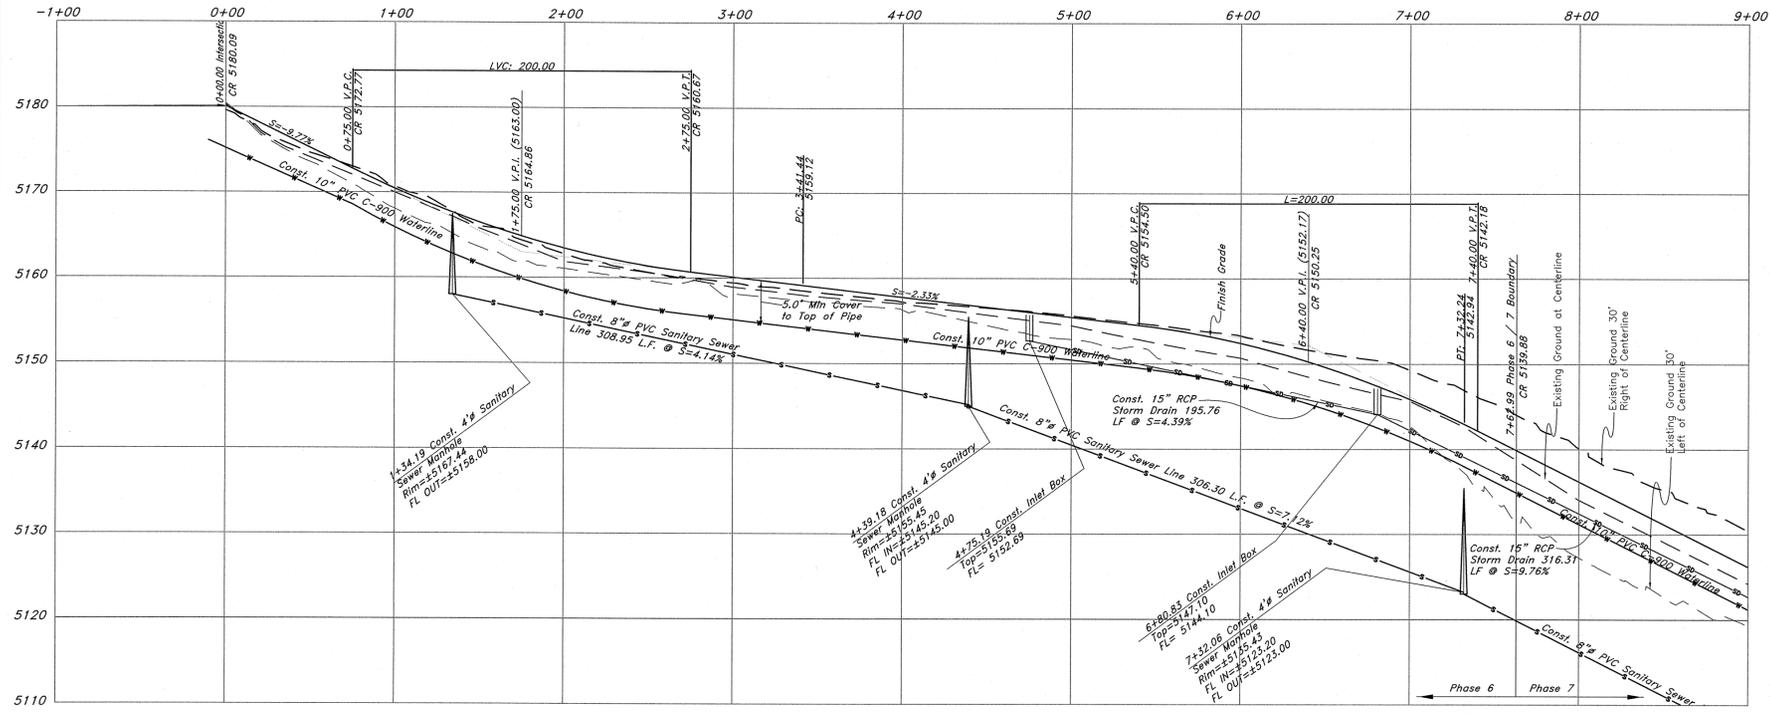 -1+00
0+00
1+00
2+00
3+00
4+00
5+00
6+00
7+00
8+00
9+00
5180
5170
5160
5150
5140
5130
5120
5110
0+00.00 Intersectio
CR 5180.09
S=-9.77%
0+75.00 V.P.C.
CR 5172.77
LVC: 200.00
1+75.00 V.P.I. (5163.00)
CR 5164.86
2+75.00 V.P.T.
CR 5160.67
PC: 3+41.44
5159.12
S=-2.33%
5+40.00 V.P.C.
CR 5154.50
L=200.00
Finish Grade
6+40.00 V.P.I. (5152.17)
CR 5150.25
PT: 7+32.24
5142.94
7+40.00 V.P.T.
CR 5142.18
7+62.99 Phase 6 / 7 Boundary
CR 5139.88
Existing Ground at Centerline
Existing Ground 30'
Right of Centerline
Existing Ground 30'
Left of Centerline
Const. 10" PVC C-900 Waterline
5.0' Min Cover
to Top of Pipe
Const. 8"ø PVC Sanitary Sewer
Line 308.95 L.F. @ S=4.14%
Const. 10" PVC C-900 Waterline
Const. 15" RCP
Storm Drain 195.76
LF @ S=4.39%
1+34.19 Const. 4'ø Sanitary
Sewer Manhole
Rim=±5167.44
FL OUT=±5158.00
Const. 8"ø PVC Sanitary Sewer Line 306.30 L.F. @ S=7.12%
4+39.18 Const. 4'ø Sanitary
Sewer Manhole
Rim=±5155.45
FL IN=±5145.20
FL OUT=±5145.00
4+75.19 Const. Inlet Box
Top=5155.69
FL= 5152.69
6+80.83 Const. Inlet Box
Top=5147.10
FL= 5144.10
7+32.06 Const. 4'ø Sanitary
Sewer Manhole
Rim=±5135.43
FL IN=±5123.20
FL OUT=±5123.00
Const. 15" RCP
Storm Drain 316.31
LF @ S=9.76%
Const. 10" PVC C-900 Waterline
Const. 8"ø PVC Sanitary Sewer
Phase 6
Phase 7